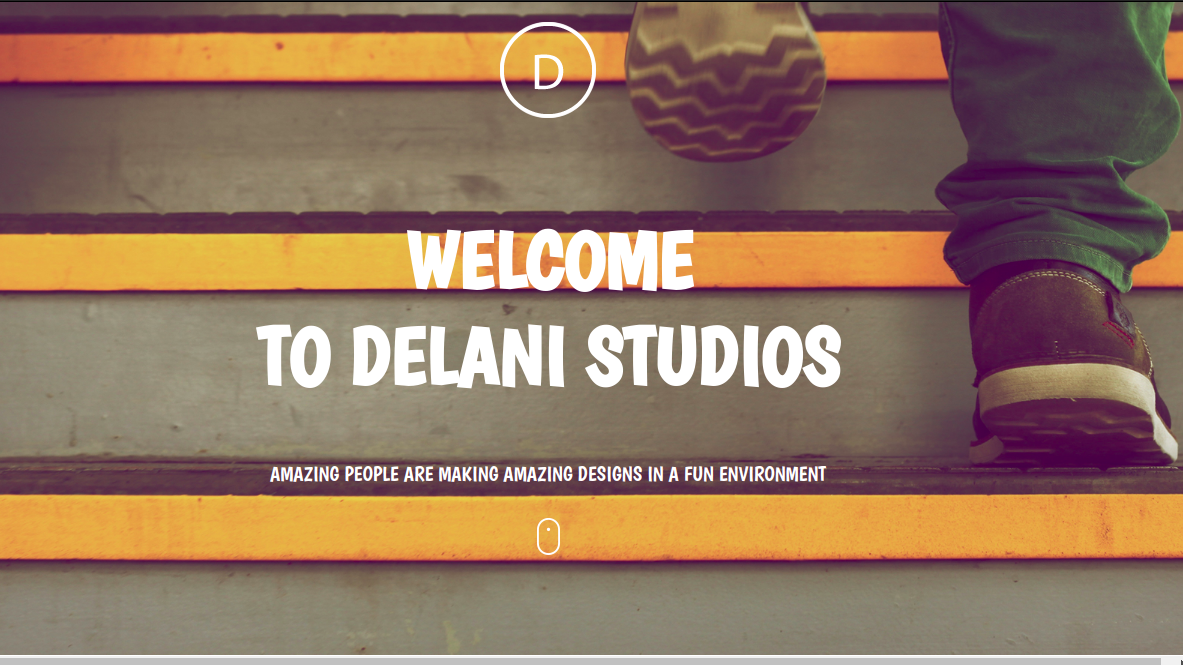 D
WELCOME
TO DELANI STUDIOS
AMAZING PEOPLE ARE MAKING AMAZING DESIGNS IN A FUN ENVIRONMENT